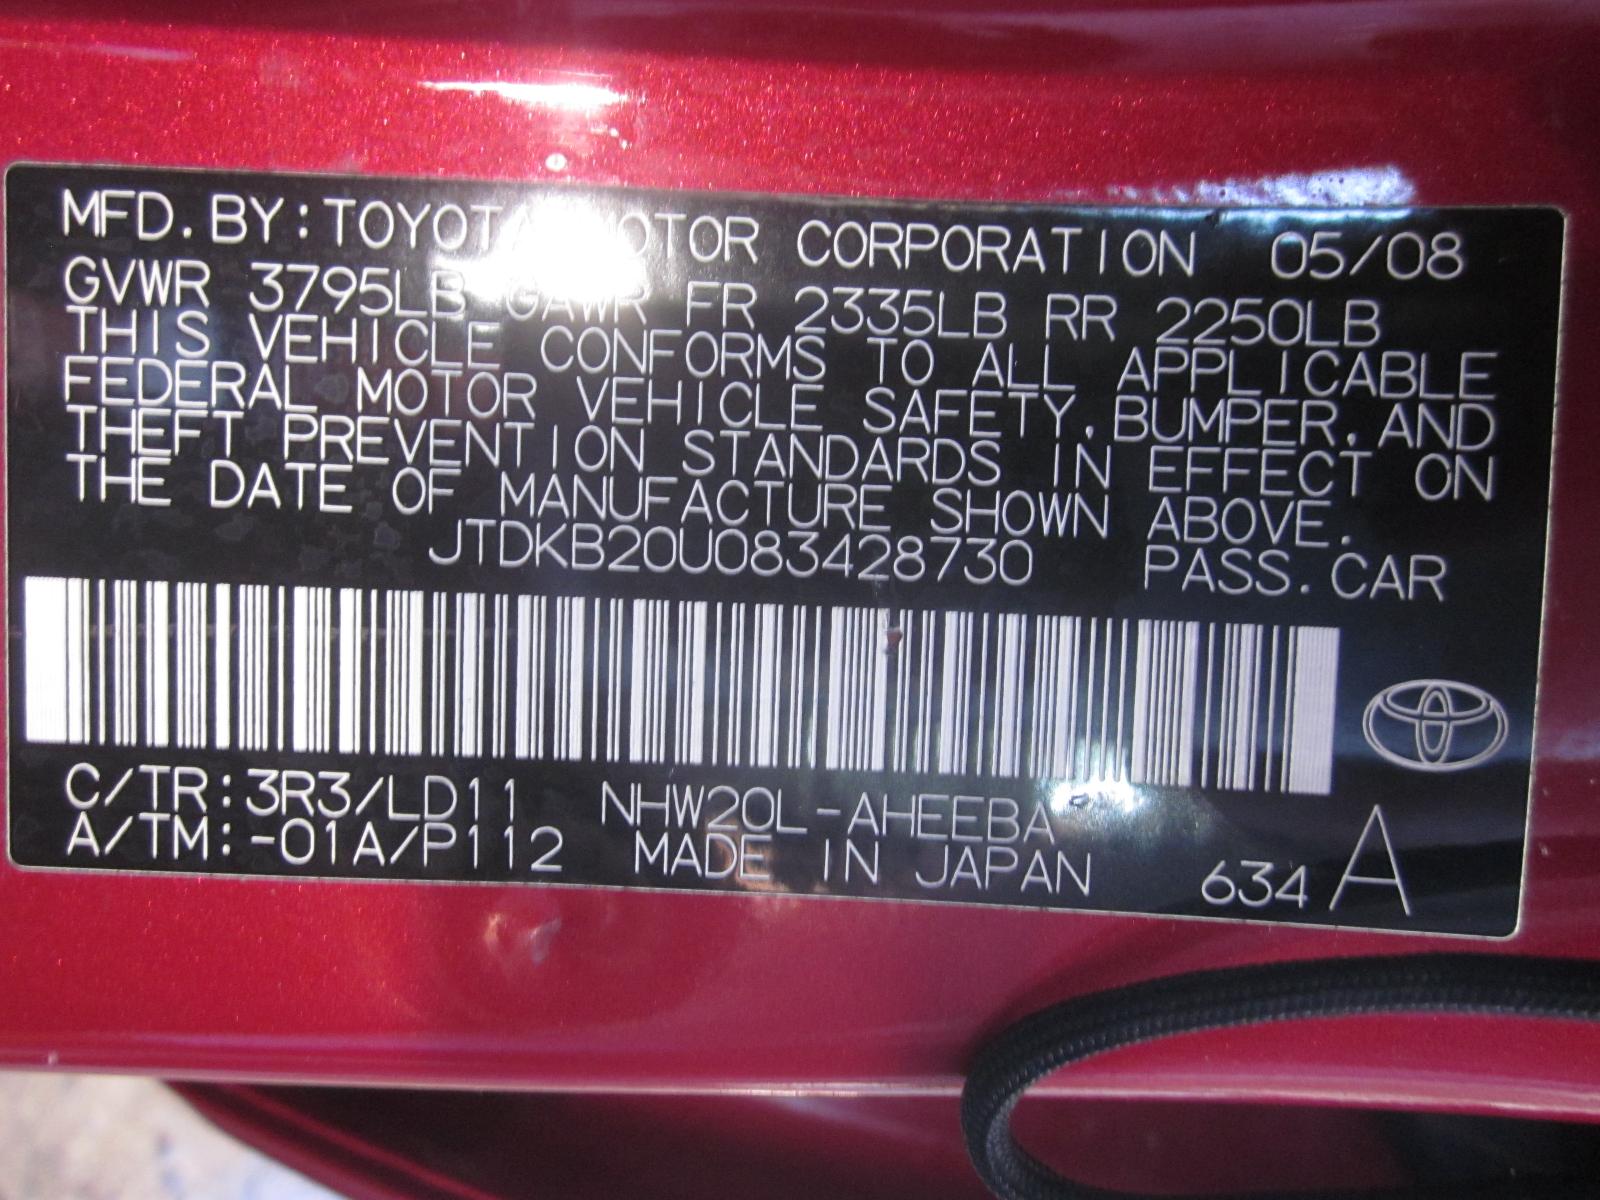 MFD. BY: TOYOTA MOTOR CORPORATION 05/08
GVWR 3795LB GAWR FR 2335LB RR 2250LB
THIS VEHICLE CONFORMS TO ALL APPLICABLE
FEDERAL MOTOR VEHICLE SAFETY, BUMPER, AND
THEFT PREVENTION STANDARDS IN EFFECT ON
THE DATE OF MANUFACTURE SHOWN ABOVE.
JTDKB20U083428730 PASS. CAR
C/TR: 3R3/LD11 NHW20L-AHEEBA
A/TM: -01A/P112 MADE IN JAPAN 634 A